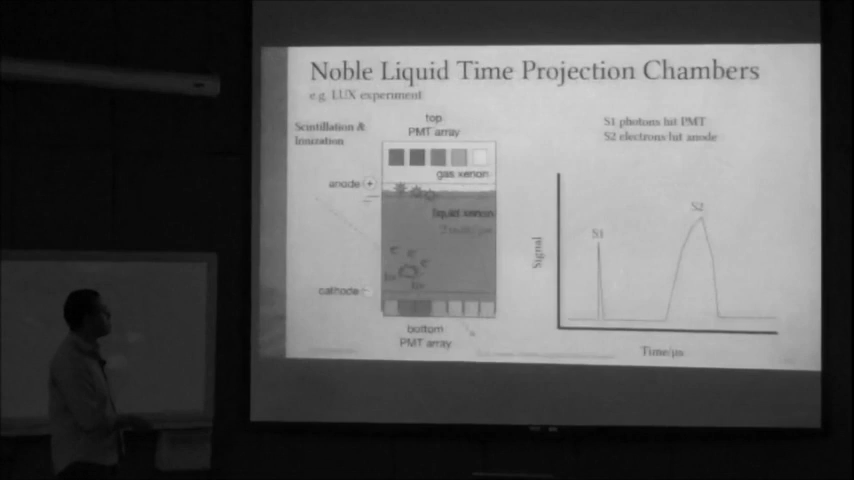 Noble Liquid Time Projection Chambers
e.g. LUX experiment
Scintillation &
Ionization
top
PMT array
gas xenon
anode +
liquid xenon
e-
e-
e-
cathode
bottom
PMT array
S1 photons hit PMT
S2 electrons hit anode
Signal
S1
S2
Time/μs